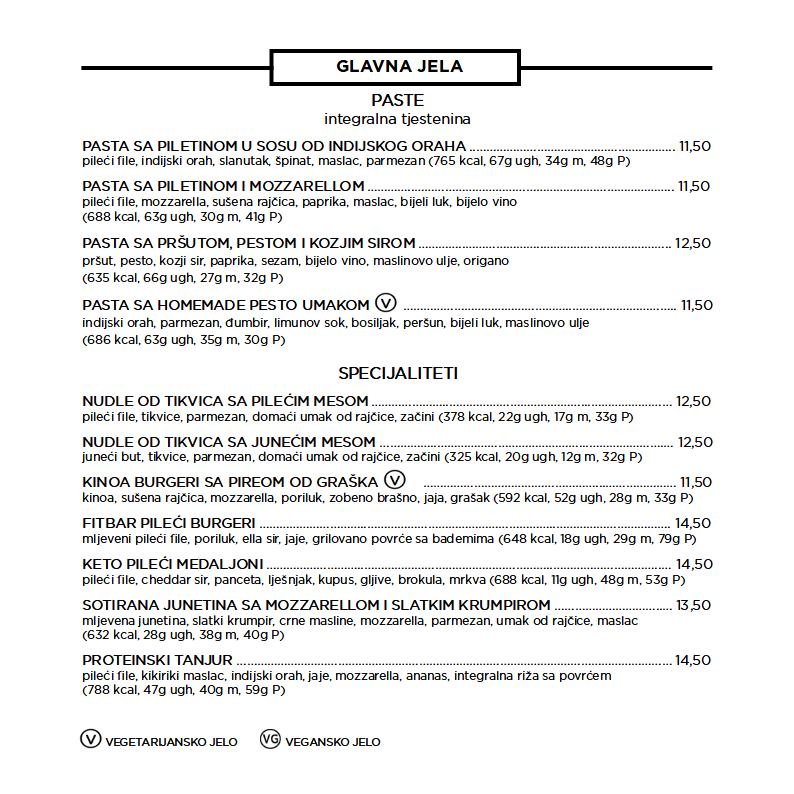 GLAVNA JELA
PASTE
integralna tjestenina
PASTA SA PILETINOM U SOSU OD INDIJSKOG ORAHA ........ 11,50
pileći file, indijski orah, slanutak, špinat, maslac, parmezan (765 kcal, 67g ugh, 34g m, 48g P)
PASTA SA PILETINOM I MOZZARELLOM ........ 11,50
pileći file, mozzarella, sušena rajčica, paprika, maslac, bijeli luk, bijelo vino
(688 kcal, 63g ugh, 30g m, 41g P)
PASTA SA PRŠUTOM, PESTOM I KOZJIM SIROM ........ 12,50
pršut, pesto, kozji sir, paprika, sezam, bijelo vino, maslinovo ulje, origano
(635 kcal, 66g ugh, 27g m, 32g P)
PASTA SA HOMEMADE PESTO UMAKOM V ........ 11,50
indijski orah, parmezan, đumbir, limunov sok, bosiljak, peršun, bijeli luk, maslinovo ulje
(686 kcal, 63g ugh, 35g m, 30g P)
SPECIJALITETI
NUDLE OD TIKVICA SA PILEĆIM MESOM ........ 12,50
pileći file, tikvice, parmezan, domaći umak od rajčice, začini (378 kcal, 22g ugh, 17g m, 33g P)
NUDLE OD TIKVICA SA JUNEĆIM MESOM ........ 12,50
juneći but, tikvice, parmezan, domaći umak od rajčice, začini (325 kcal, 20g ugh, 12g m, 32g P)
KINOA BURGERI SA PIREOM OD GRAŠKA V ........ 11,50
kinoa, sušena rajčica, mozzarella, poriluk, zobeno brašno, jaja, grašak (592 kcal, 52g ugh, 28g m, 33g P)
FITBAR PILEĆI BURGERI ........ 14,50
mljeveni pileći file, poriluk, ella sir, jaje, grilovano povrće sa bademima (648 kcal, 18g ugh, 29g m, 79g P)
KETO PILEĆI MEDALJONI ........ 14,50
pileći file, cheddar sir, panceta, lješnjak, kupus, gljive, brokula, mrkva (688 kcal, 11g ugh, 48g m, 53g P)
SOTIRANA JUNETINA SA MOZZARELLOM I SLATKIM KRUMPIROM ........ 13,50
mljevena junetina, slatki krumpir, crne masline, mozzarella, parmezan, umak od rajčice, maslac
(632 kcal, 28g ugh, 38g m, 40g P)
PROTEINSKI TANJUR ........ 14,50
pileći file, kikiriki maslac, indijski orah, jaje, mozzarella, ananas, integralna riža sa povrćem
(788 kcal, 47g ugh, 40g m, 59g P)
V VEGETARIJANSKO JELO VG VEGANSKO JELO